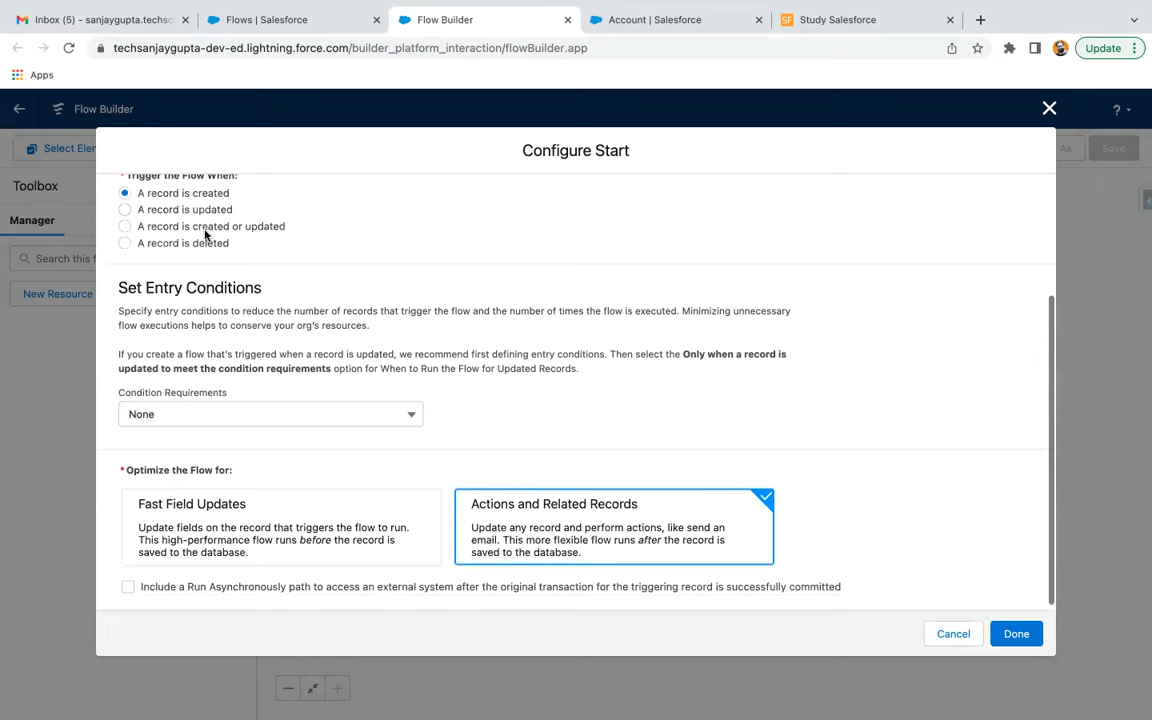 Inbox (5) – sanjaygupta.techsc
Flows | Salesforce
Flow Builder
Account | Salesforce
SF
Study Salesforce
techsanjaygupta-dev-ed.lightning.force.com/builder_platform_interaction/flowBuilder.app
Update
Apps
Flow Builder
?
Select Eler
Configure Start
As
Save
Toolbox
Manager
Search this f
New Resource
* Trigger the Flow When:
A record is created
A record is updated
A record is created or updated
A record is deleted
Set Entry Conditions
Specify entry conditions to reduce the number of records that trigger the flow and the number of times the flow is executed. Minimizing unnecessary
flow executions helps to conserve your org's resources.
If you create a flow that's triggered when a record is updated, we recommend first defining entry conditions. Then select the Only when a record is
updated to meet the condition requirements option for When to Run the Flow for Updated Records.
Condition Requirements
None
* Optimize the Flow for:
Fast Field Updates
Update fields on the record that triggers the flow to run.
This high-performance flow runs before the record is
saved to the database.
Actions and Related Records
Update any record and perform actions, like send an
email. This more flexible flow runs after the record is
saved to the database.
Include a Run Asynchronously path to access an external system after the original transaction for the triggering record is successfully committed
Cancel
Done